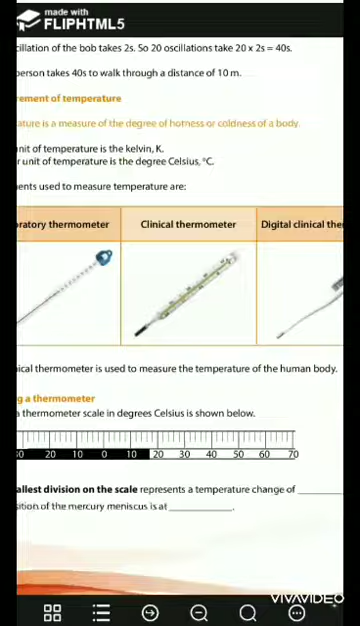 made with
FLIPHTML5
cillation of the bob takes 2s. So 20 oscillations take 20 x 2s = 40s.
person takes 40s to walk through a distance of 10 m.
rement of temperature
ature is a measure of the degree of hotness or coldness of a body.
nit of temperature is the kelvin, K.
r unit of temperature is the degree Celsius, °C.
ents used to measure temperature are:
ratory thermometer Clinical thermometer Digital clinical the
ical thermometer is used to measure the temperature of the human body.
g a thermometer
a thermometer scale in degrees Celsius is shown below.
30 20 10 0 10 20 30 40 50 60 70
allest division on the scale represents a temperature change of ________
sition of the mercury meniscus is at ____________.
VIVAVIDEO